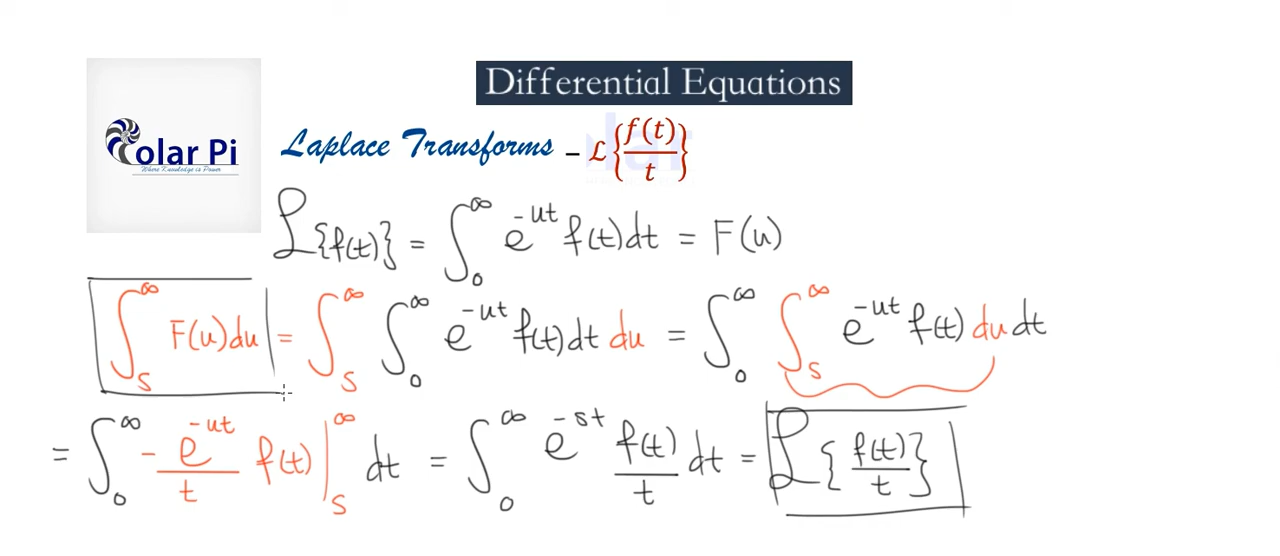 Differential Equations
olar Pi
Where Knowledge is Power
Laplace Transforms – ℒ{f(t)/t}
ℒ{f(t)} = ∫₀^∞ e^(-ut) f(t)dt = F(u)
∫ₛ^∞ F(u)du = ∫ₛ^∞ ∫₀^∞ e^(-ut) f(t)dt du = ∫₀^∞ ∫ₛ^∞ e^(-ut) f(t) du dt
= ∫₀^∞ -e^(-ut)/t f(t) |ₛ^∞ dt = ∫₀^∞ e^(-st) f(t)/t dt = ℒ{f(t)/t}